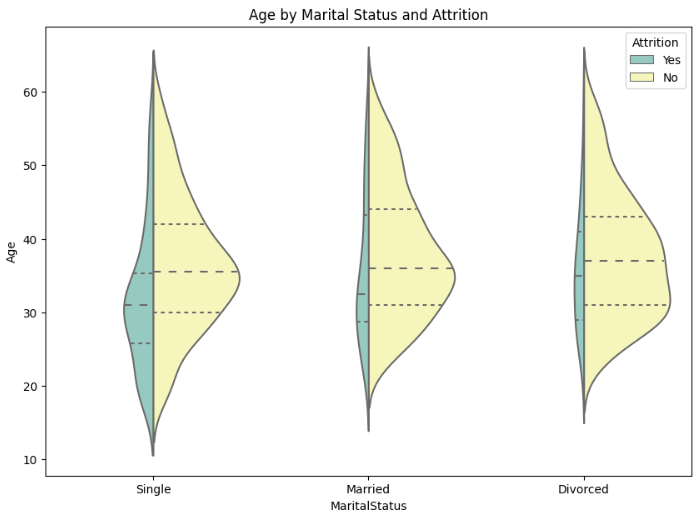 Age by Marital Status and Attrition
Attrition
Yes
No
60
50
40
30
20
10
Age
Single
Married
Divorced
MaritalStatus